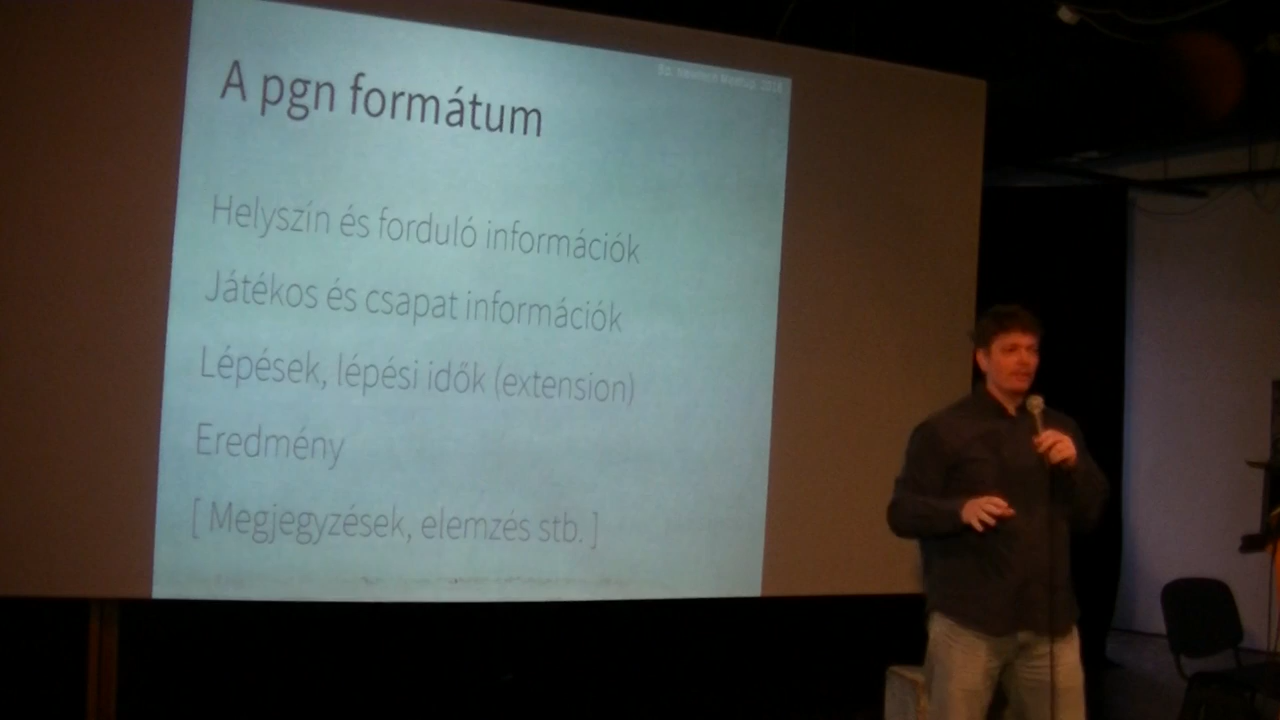 A pgn formátum
Helyszín és forduló információk
Játékos és csapat információk
Lépések, lépési idők (extension)
Eredmény
[ Megjegyzések, elemzés stb. ]